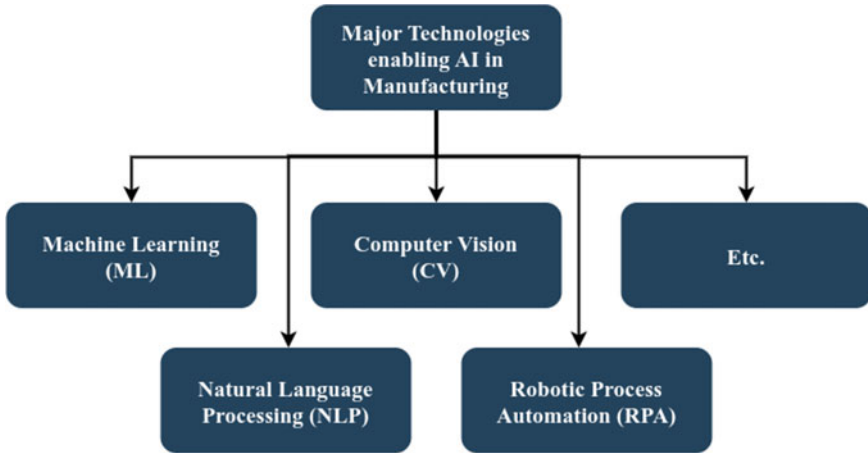 Major Technologies
enabling AI in
Manufacturing
Machine Learning
(ML)
Computer Vision
(CV)
Etc.
Natural Language
Processing (NLP)
Robotic Process
Automation (RPA)